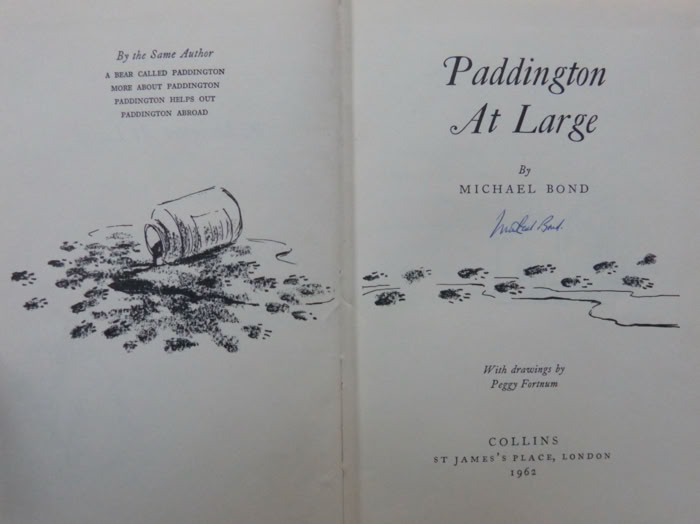 By the Same Author
A BEAR CALLED PADDINGTON
MORE ABOUT PADDINGTON
PADDINGTON HELPS OUT
PADDINGTON ABROAD
Paddington
At Large
By
MICHAEL BOND
Michael Bond.
With drawings by
Peggy Fortnum
COLLINS
ST JAMES'S PLACE, LONDON
1962